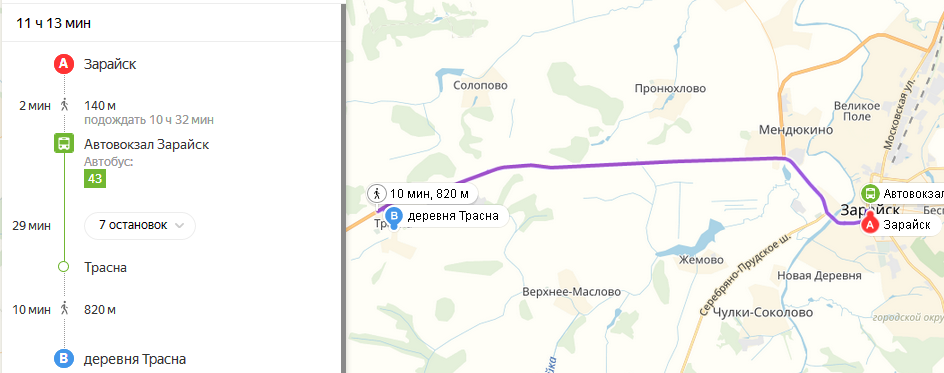 11 ч 13 мин
А
Зарайск
2 мин
140 м
подождать 10 ч 32 мин
Автовокзал Зарайск
Автобус:
43
29 мин
7 остановок
Трасна
10 мин
820 м
В
деревня Трасна
Солопово
Пронюхлово
Великое
Поле
Московская ул.
Мендюкино
10 мин, 820 м
Автовокзал
В
деревня Трасна
Зарайск
А
Зарайск
Жемово
Серебряно-Прудское ш.
Новая Деревня
Верхнее-Маслово
Чулки-Соколово
городской окру